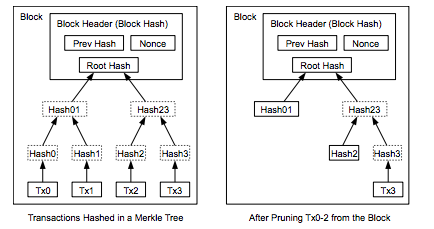 Block
Block Header (Block Hash)
Prev Hash
Nonce
Root Hash
Hash01
Hash23
Hash0
Hash1
Hash2
Hash3
Tx0
Tx1
Tx2
Tx3
Transactions Hashed in a Merkle Tree
Block
Block Header (Block Hash)
Prev Hash
Nonce
Root Hash
Hash01
Hash23
Hash2
Hash3
Tx3
After Pruning Tx0-2 from the Block